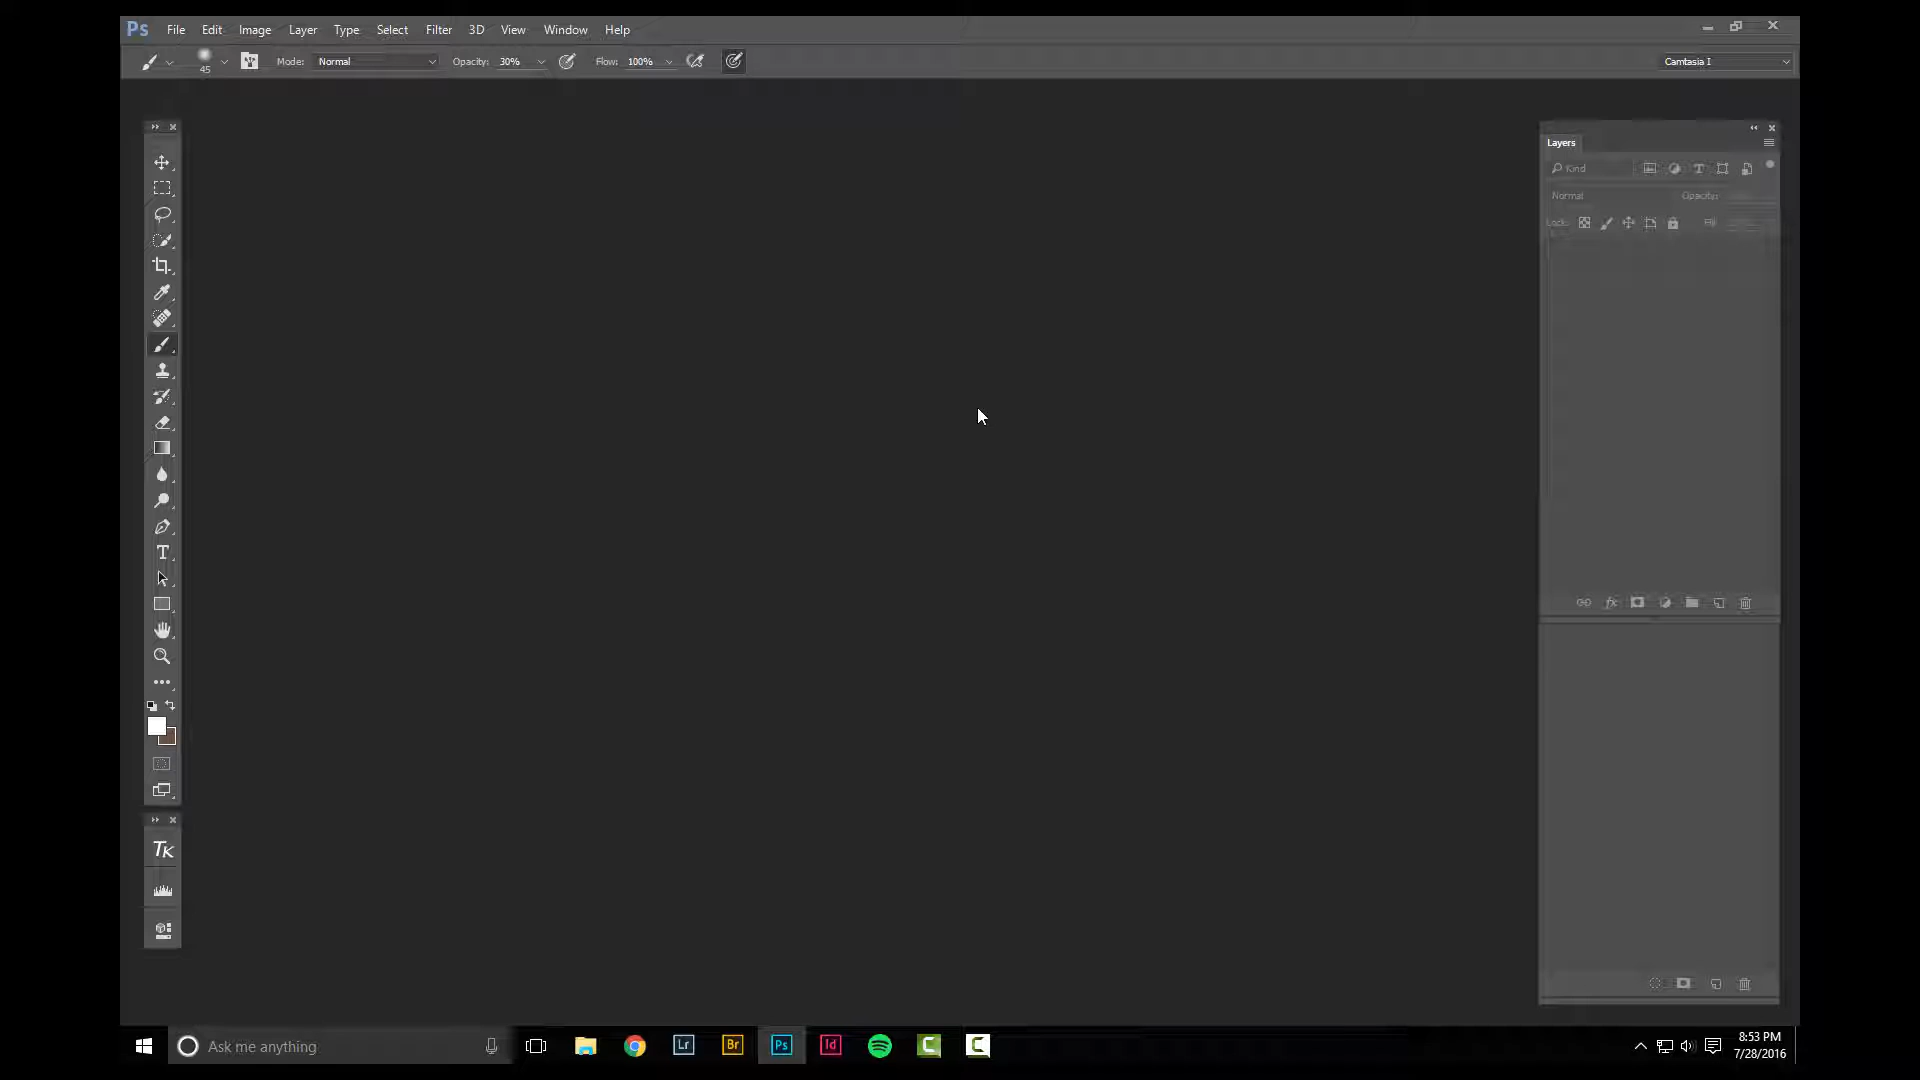 Ps File Edit Image Layer Type Select Filter 3D View Window Help
45 Mode: Normal Opacity: 30% Flow: 100% Camtasia I
Layers
Kind
Normal Opacity:
Lock: Fill:
T
TK
Ask me anything
Lr Br Ps Id C C
8:53 PM
7/28/2016